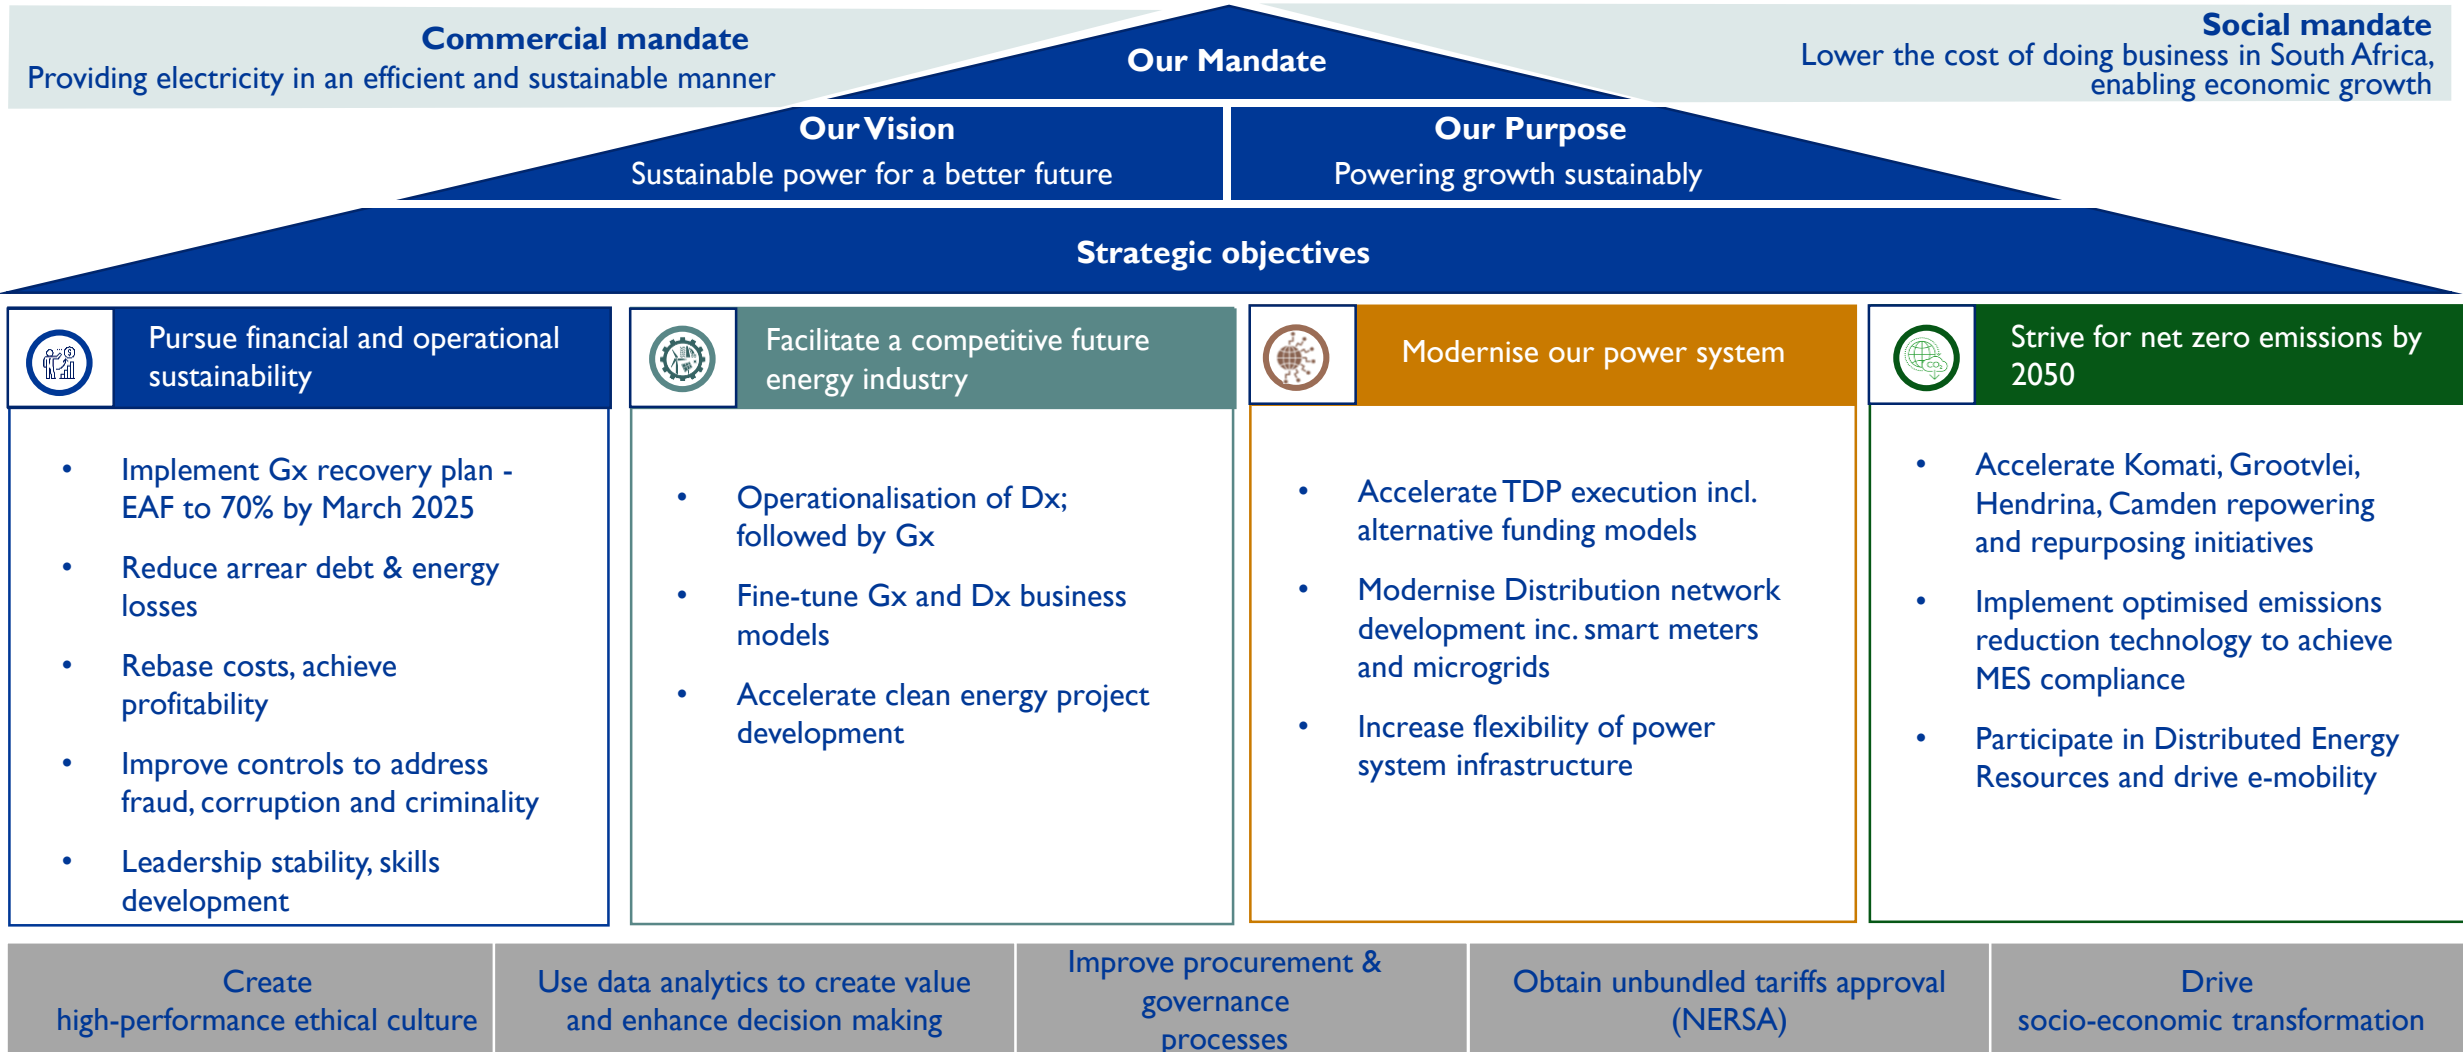 Commercial mandate
Providing electricity in an efficient and sustainable manner
Our Mandate
Social mandate
Lower the cost of doing business in South Africa,
enabling economic growth
Our Vision
Sustainable power for a better future
Our Purpose
Powering growth sustainably
Strategic objectives
Pursue financial and operational
sustainability
• Implement Gx recovery plan -
EAF to 70% by March 2025
• Reduce arrear debt & energy
losses
• Rebase costs, achieve
profitability
• Improve controls to address
fraud, corruption and criminality
• Leadership stability, skills
development
Facilitate a competitive future
energy industry
• Operationalisation of Dx;
followed by Gx
• Fine-tune Gx and Dx business
models
• Accelerate clean energy project
development
Modernise our power system
• Accelerate TDP execution incl.
alternative funding models
• Modernise Distribution network
development inc. smart meters
and microgrids
• Increase flexibility of power
system infrastructure
CO₂
Strive for net zero emissions by
2050
• Accelerate Komati, Grootvlei,
Hendrina, Camden repowering
and repurposing initiatives
• Implement optimised emissions
reduction technology to achieve
MES compliance
• Participate in Distributed Energy
Resources and drive e-mobility
Create
high-performance ethical culture
Use data analytics to create value
and enhance decision making
Improve procurement &
governance
processes
Obtain unbundled tariffs approval
(NERSA)
Drive
socio-economic transformation